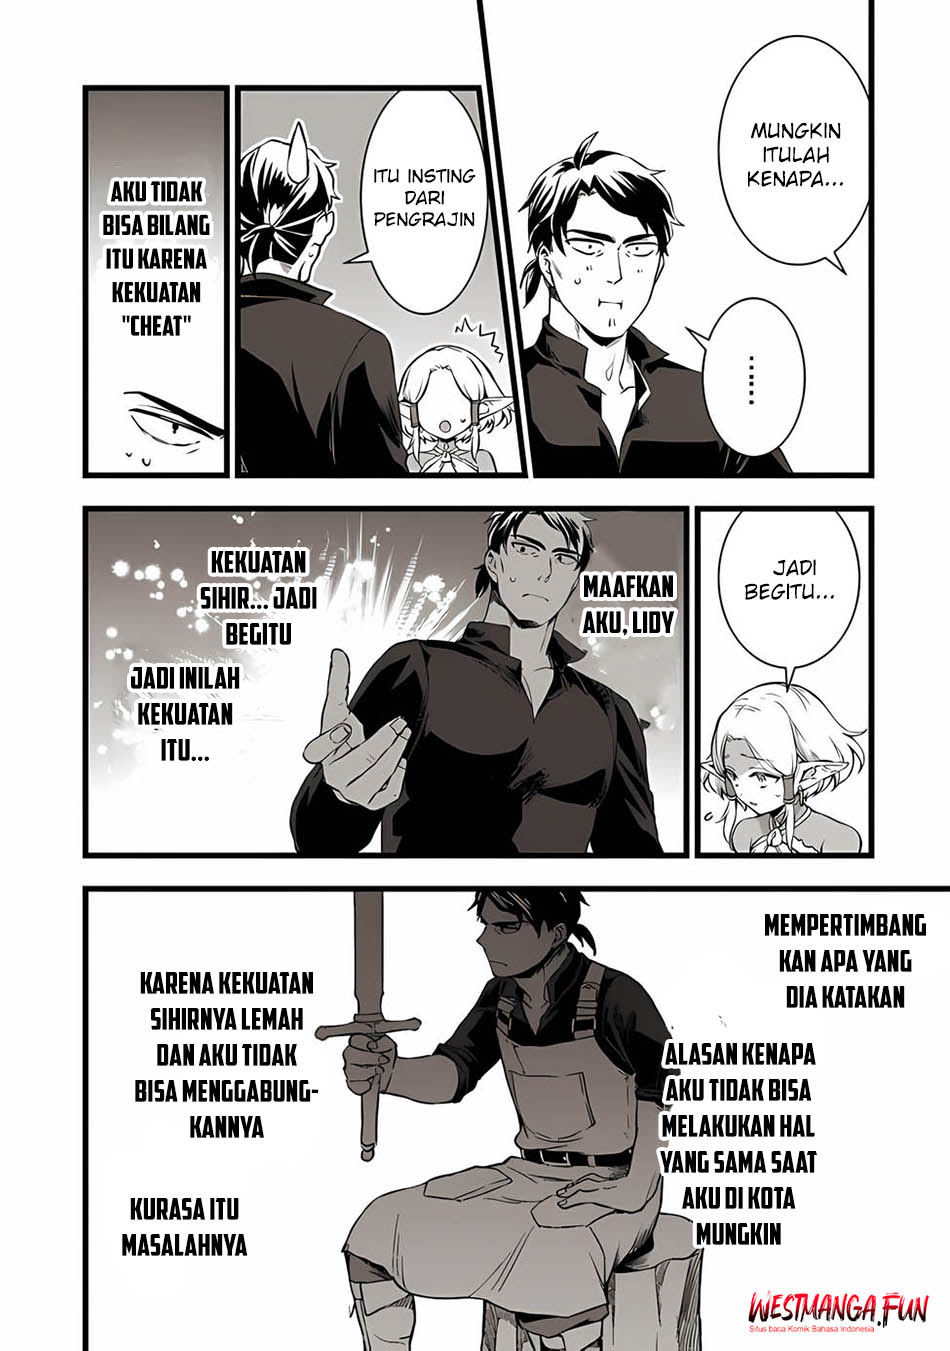 MUNGKIN
ITULAH
KENAPA...
......
ITU INSTING
DARI
PENGRAJIN
AKU TIDAK
BISA BILANG
ITU KARENA
KEKUATAN
"CHEAT"
JADI
BEGITU...
MAAFKAN
AKU, LIDY
KEKUATAN
SIHIR... JADI
BEGITU
JADI INILAH
KEKUATAN
ITU...
MEMPERTIMBANG
KAN APA YANG
DIA KATAKAN
ALASAN KENAPA
AKU TIDAK BISA
MELAKUKAN HAL
YANG SAMA SAAT
AKU DI KOTA
MUNGKIN
KARENA KEKUATAN
SIHIRNYA LEMAH
DAN AKU TIDAK
BISA MENGGABUNG-
KANNYA
KURASA ITU
MASALAHNYA
WESTMANGA.FUN
Situs baca Komik Bahasa Indonesia